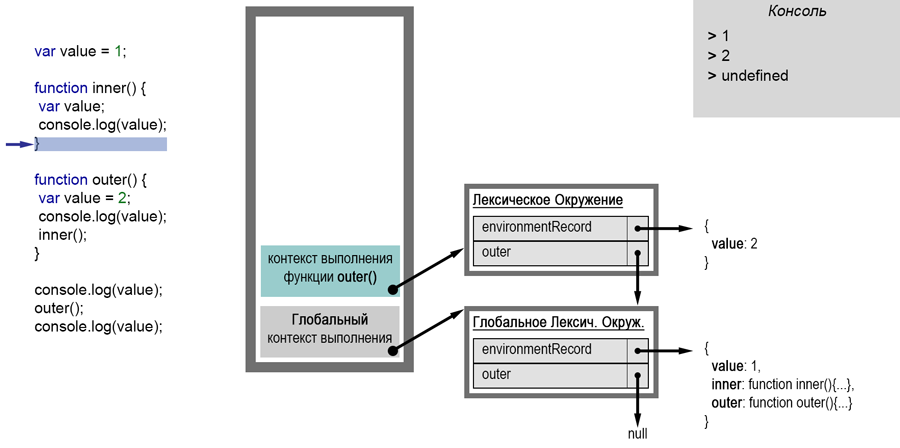 var value = 1;
function inner() {
var value;
console.log(value);
}
function outer() {
var value = 2;
console.log(value);
inner();
}
console.log(value);
outer();
console.log(value);
контекст выполнения
функции outer()
Глобальный
контекст выполнения
Консоль
> 1
> 2
> undefined
Лексическое Окружение
environmentRecord
outer
{
value: 2
}
Глобальное Лексич. Окруж.
environmentRecord
outer
{
value: 1,
inner: function inner(){...},
outer: function outer(){...}
}
null